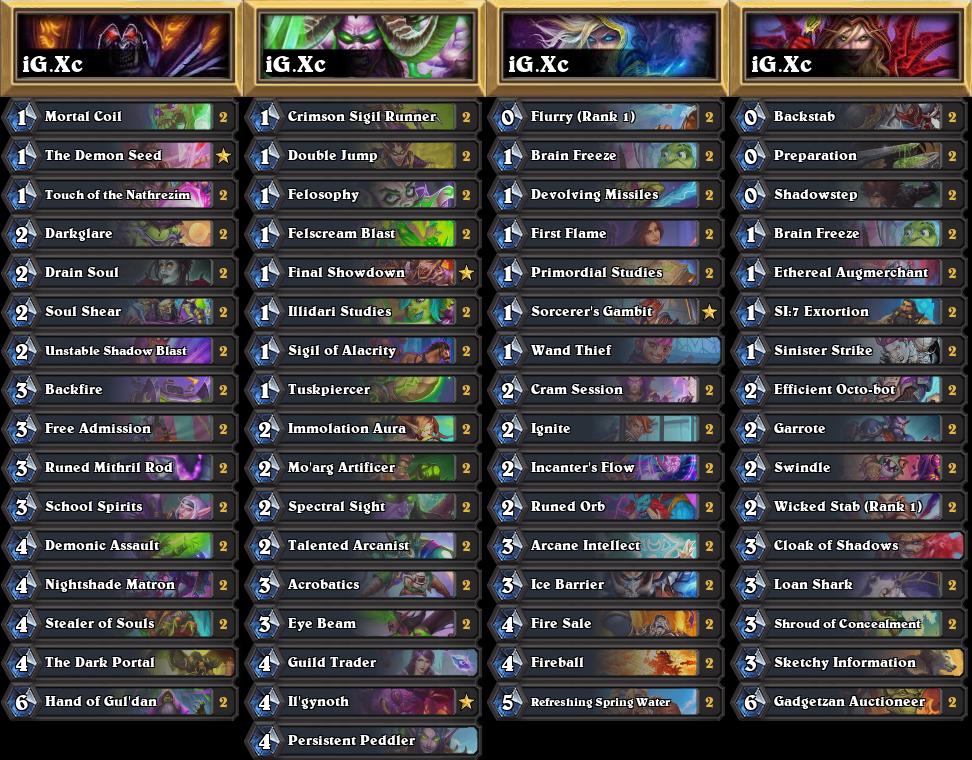 iG.Xc
1 Mortal Coil 2
1 The Demon Seed
1 Touch of the Nathrezim 2
2 Darkglare 2
2 Drain Soul 2
2 Soul Shear 2
2 Unstable Shadow Blast 2
3 Backfire 2
3 Free Admission 2
3 Runed Mithril Rod 2
3 School Spirits 2
4 Demonic Assault 2
4 Nightshade Matron 2
4 Stealer of Souls 2
4 The Dark Portal
6 Hand of Gul'dan 2
iG.Xc
1 Crimson Sigil Runner 2
1 Double Jump 2
1 Felosophy 2
1 Felscream Blast 2
1 Final Showdown
1 Illidari Studies 2
1 Sigil of Alacrity 2
1 Tuskpiercer 2
2 Immolation Aura 2
2 Mo'arg Artificer 2
2 Spectral Sight 2
2 Talented Arcanist 2
3 Acrobatics 2
3 Eye Beam 2
4 Guild Trader
4 Il'gynoth
4 Persistent Peddler
iG.Xc
0 Flurry (Rank 1) 2
1 Brain Freeze 2
1 Devolving Missiles 2
1 First Flame 2
1 Primordial Studies 2
1 Sorcerer's Gambit
1 Wand Thief
2 Cram Session 2
2 Ignite 2
2 Incanter's Flow 2
2 Runed Orb 2
3 Arcane Intellect 2
3 Ice Barrier 2
4 Fire Sale 2
4 Fireball 2
5 Refreshing Spring Water 2
iG.Xc
0 Backstab 2
0 Preparation 2
0 Shadowstep 2
1 Brain Freeze 2
1 Ethereal Augmerchant 2
1 SI:7 Extortion 2
1 Sinister Strike 2
2 Efficient Octo-bot 2
2 Garrote 2
2 Swindle 2
2 Wicked Stab (Rank 1) 2
3 Cloak of Shadows
3 Loan Shark 2
3 Shroud of Concealment 2
3 Sketchy Information
6 Gadgetzan Auctioneer 2